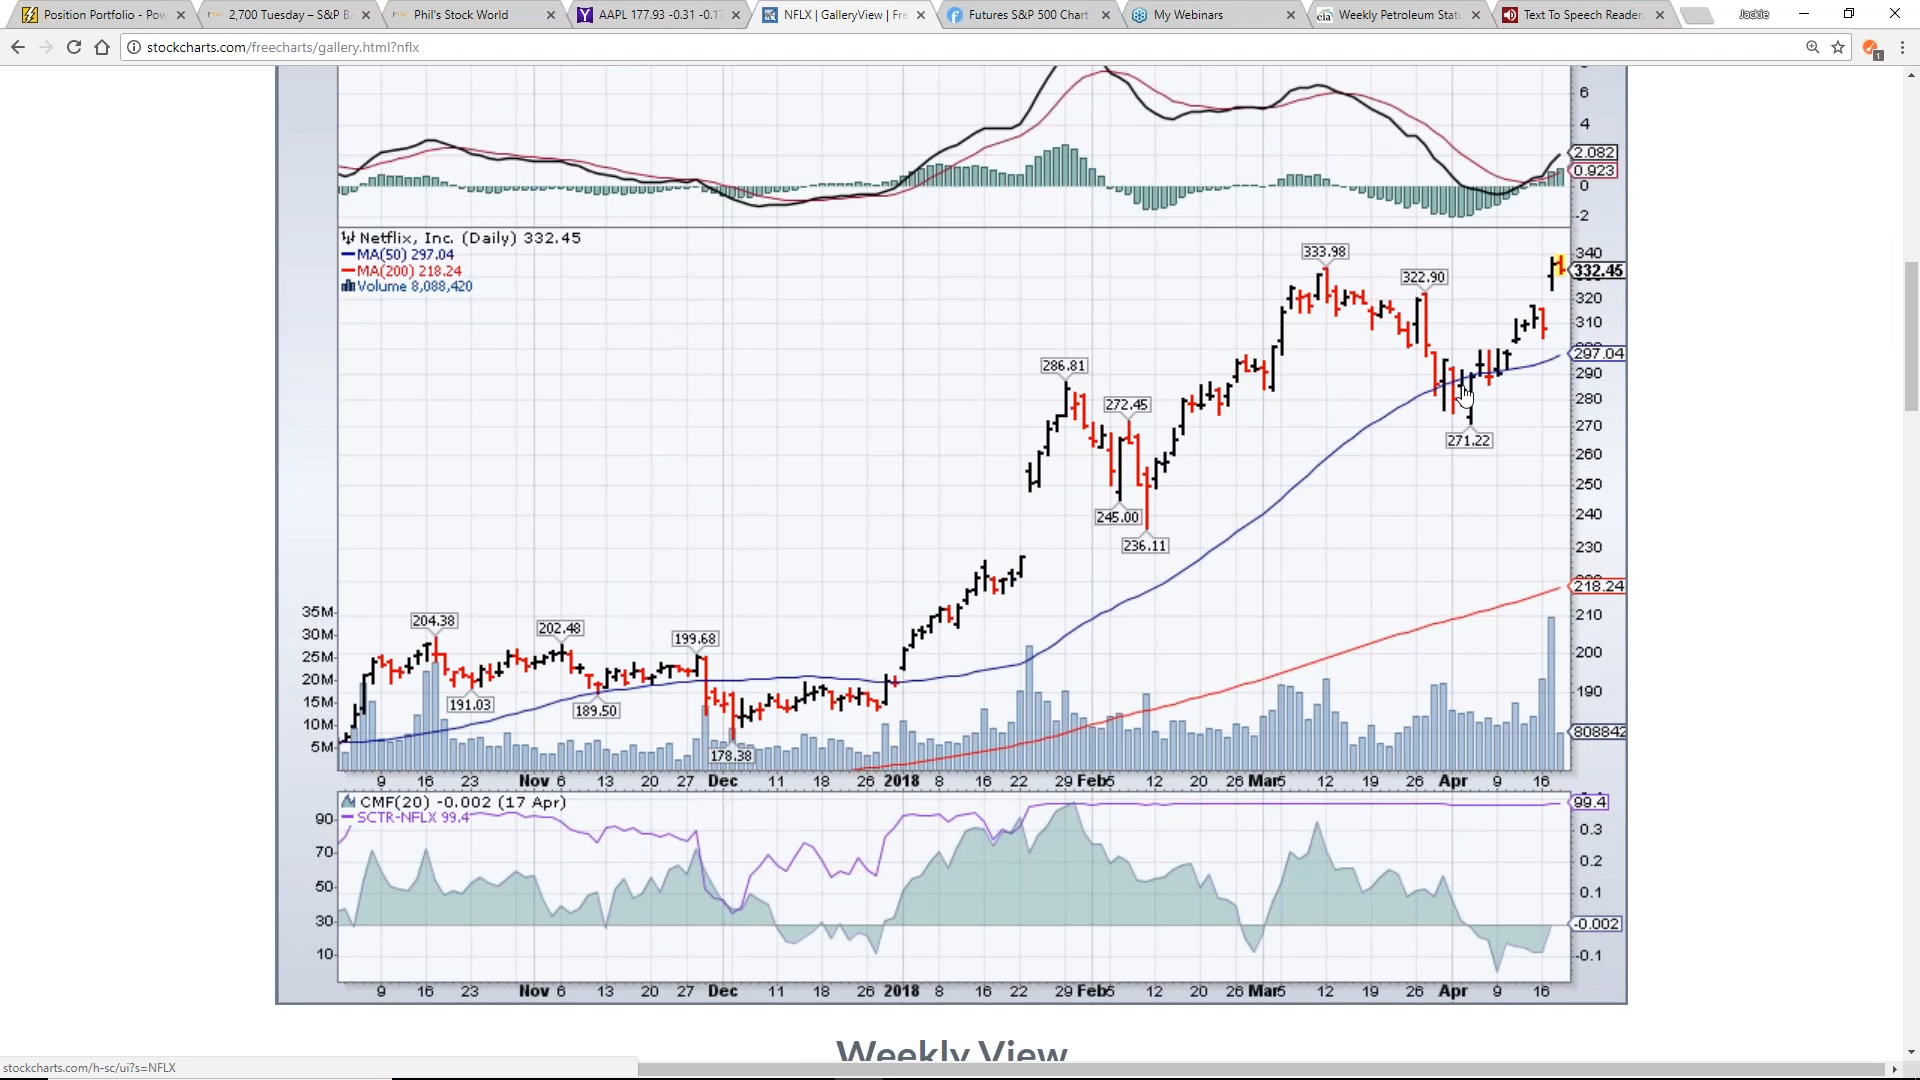 Position Portfolio - Pow
2,700 Tuesday – S&P Ba
Phil's Stock World
AAPL 177.93 -0.31 -0.17
NFLX | GalleryView | Fre
Futures S&P 500 Chart
My Webinars
Weekly Petroleum Statu
Text To Speech Reader
Jackie
stockcharts.com/freecharts/gallery.html?nflx
6
4
2.082
0.923
0
-2
Netflix, Inc. (Daily) 332.45
MA(50) 297.04
MA(200) 218.24
Volume 8,088,420
333.98
322.90
286.81
272.45
271.22
245.00
236.11
204.38
202.48
199.68
191.03
189.50
178.38
340
332.45
320
310
297.04
290
280
270
260
250
240
230
218.24
210
200
190
808842
35M
30M
25M
20M
15M
10M
5M
9 16 23 Nov 6 13 20 27 Dec 11 18 26 2018 8 16 22 29 Feb5 12 20 26 Mar5 12 19 26 Apr 9 16
CMF(20) -0.002 (17 Apr)
SCTR-NFLX 99.4
90
70
50
30
10
99.4
0.3
0.2
0.1
-0.002
-0.1
9 16 23 Nov 6 13 20 27 Dec 11 18 26 2018 8 16 22 29 Feb5 12 20 26 Mar5 12 19 26 Apr 9 16
Weekly View
stockcharts.com/h-sc/ui?s=NFLX